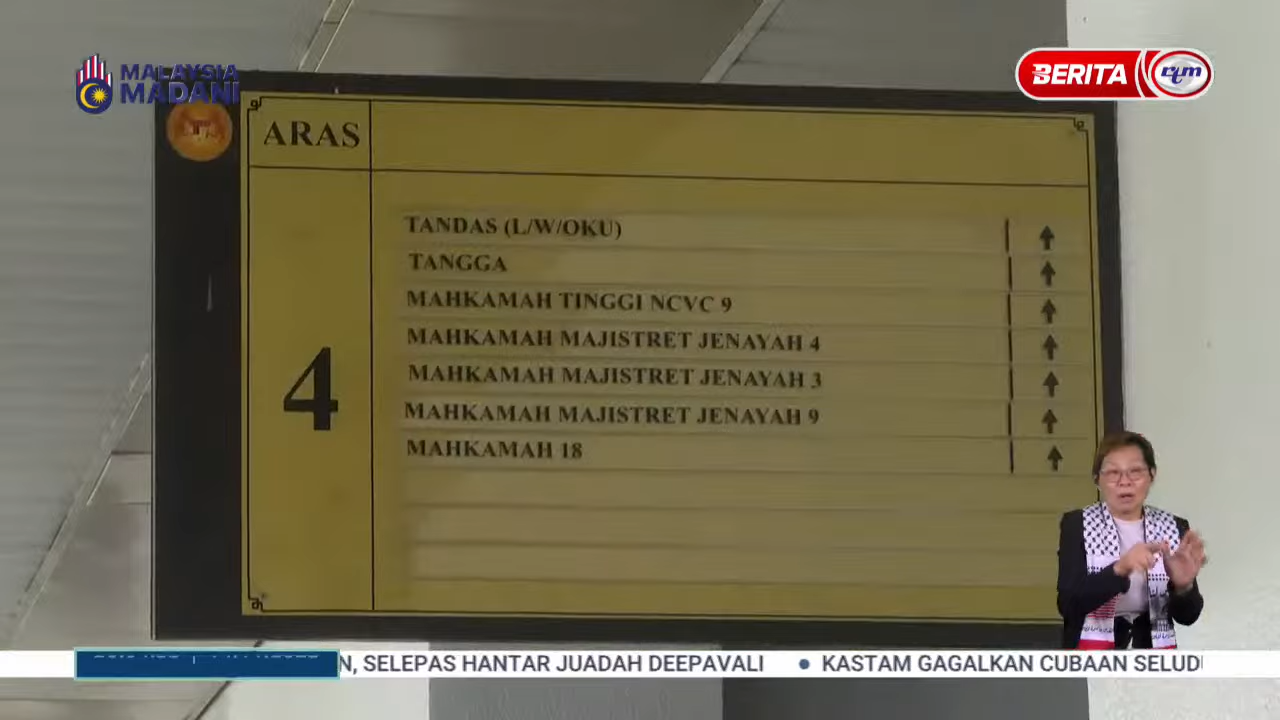 MALAYSIA
MADANI
BERITA rtm
ARAS
4
TANDAS (L/W/OKU)
TANGGA
MAHKAMAH TINGGI NCVC 9
MAHKAMAH MAJISTRET JENAYAH 4
MAHKAMAH MAJISTRET JENAYAH 3
MAHKAMAH MAJISTRET JENAYAH 9
MAHKAMAH 18
N, SELEPAS HANTAR JUADAH DEEPAVALI • KASTAM GAGALKAN CUBAAN